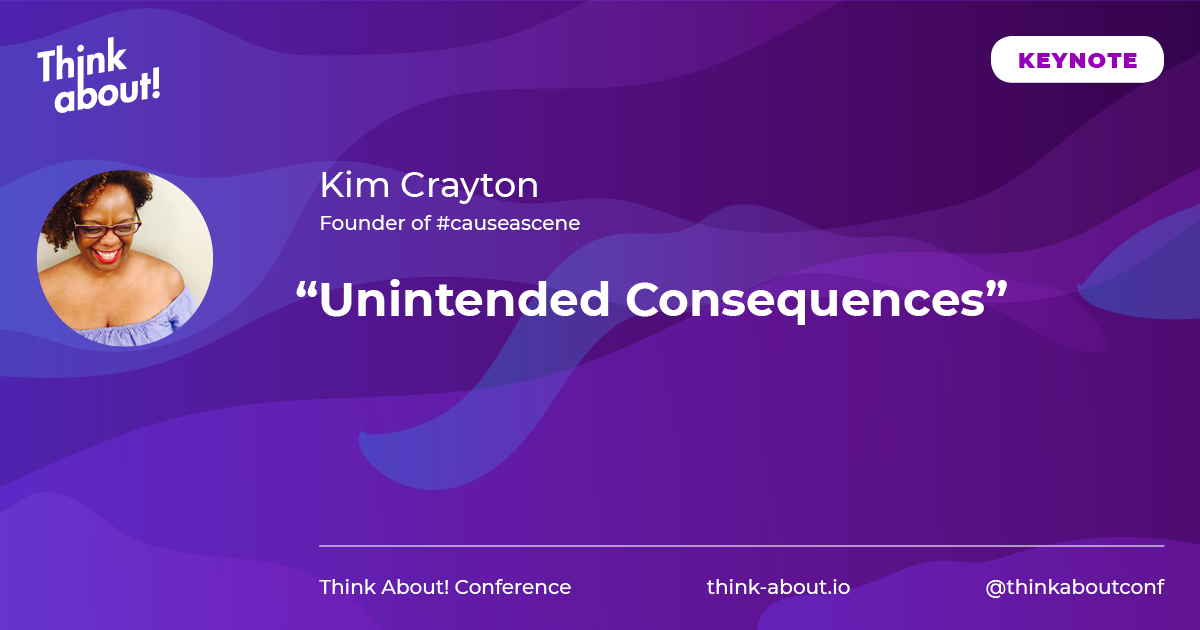 Think
about!
KEYNOTE
Kim Crayton
Founder of #causeascene
“Unintended Consequences”
Think About! Conference
think-about.io
@thinkaboutconf